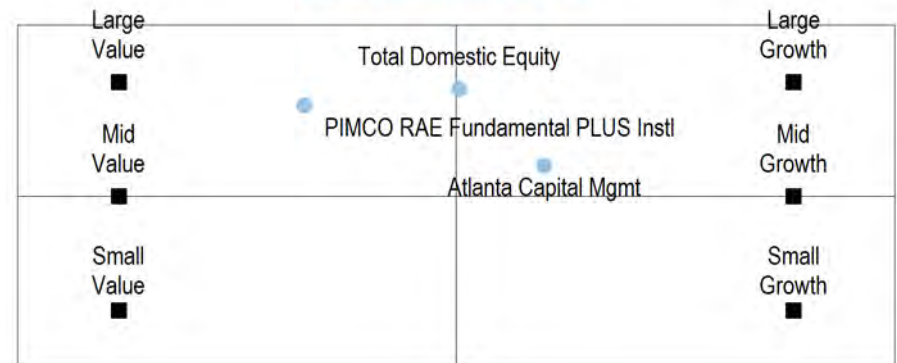 Large
Value
Large
Growth
Total Domestic Equity
PIMCO RAE Fundamental PLUS Instl
Mid
Value
Mid
Growth
Atlanta Capital Mgmt
Small
Value
Small
Growth